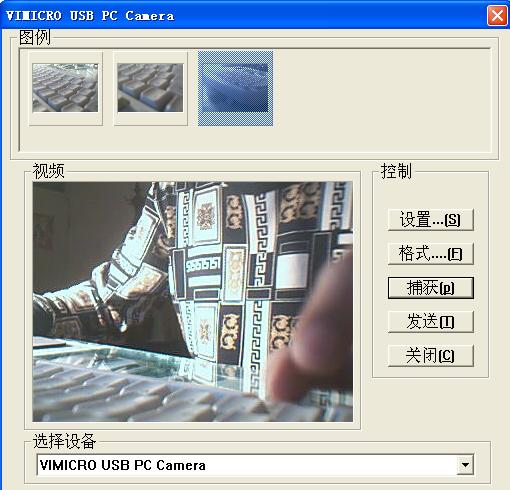 VIMICRO USB PC Camera
图例
视频
控制
设置...(S)
格式....(F)
捕获(p)
发送(T)
关闭(C)
选择设备
VIMICRO USB PC Camera